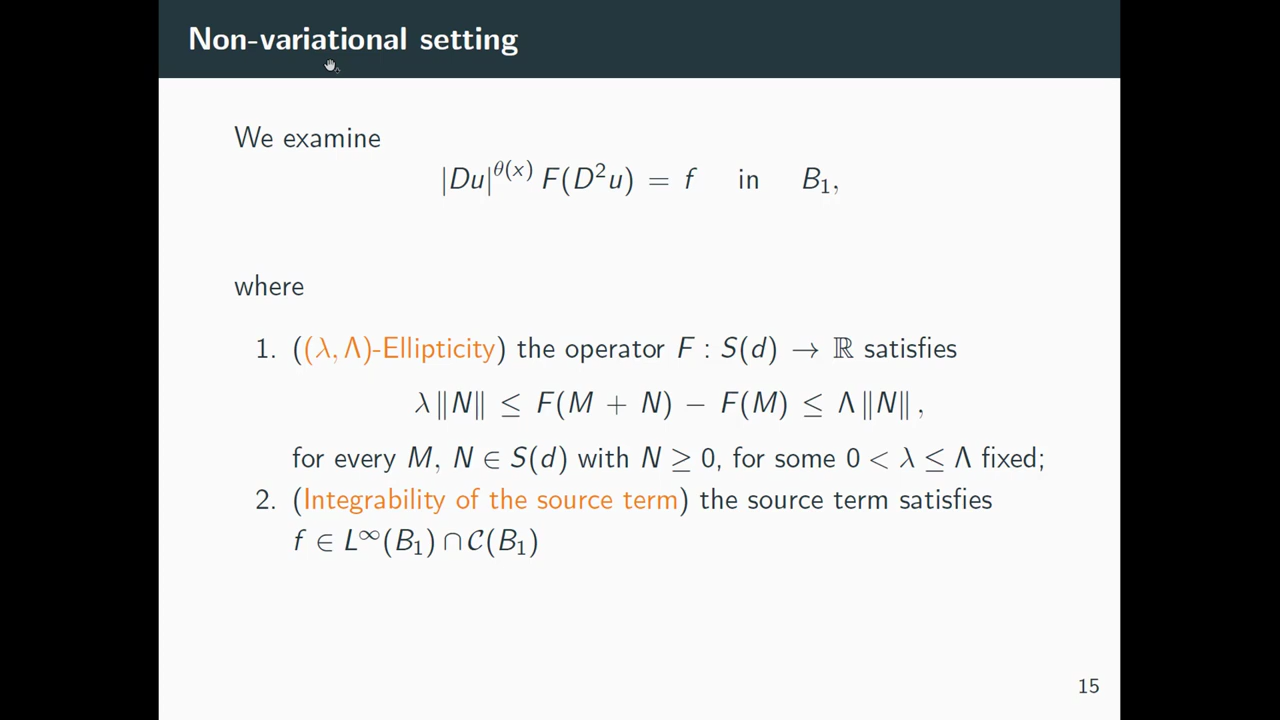 Non-variational setting
We examine
|Du|^{θ(x)} F(D²u) = f in B₁,
where
1. ((λ, Λ)-Ellipticity) the operator F : S(d) → ℝ satisfies
λ‖N‖ ≤ F(M + N) − F(M) ≤ Λ‖N‖ ,
for every M, N ∈ S(d) with N ≥ 0, for some 0 < λ ≤ Λ fixed;
2. (Integrability of the source term) the source term satisfies
f ∈ L^∞(B₁) ∩ 𝒞(B₁)
15